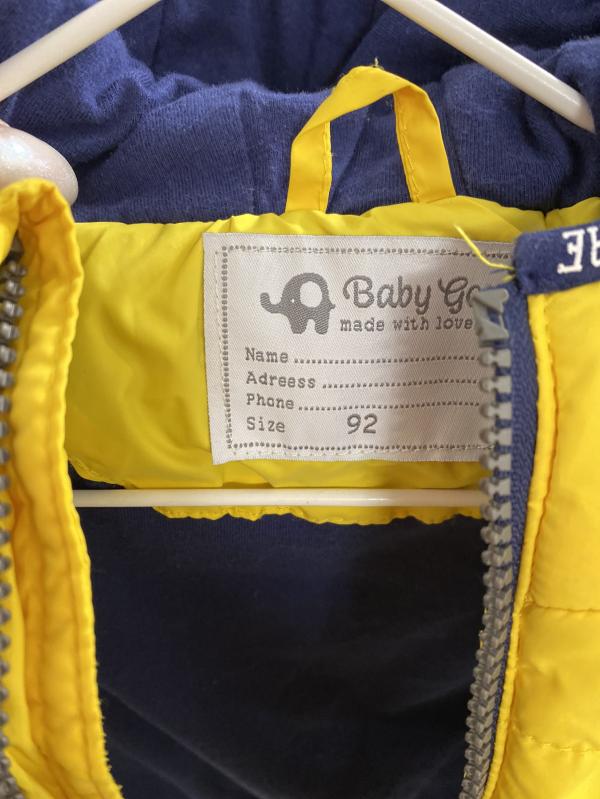 Baby Go
made with love
Name
Adreess
Phone
Size 92